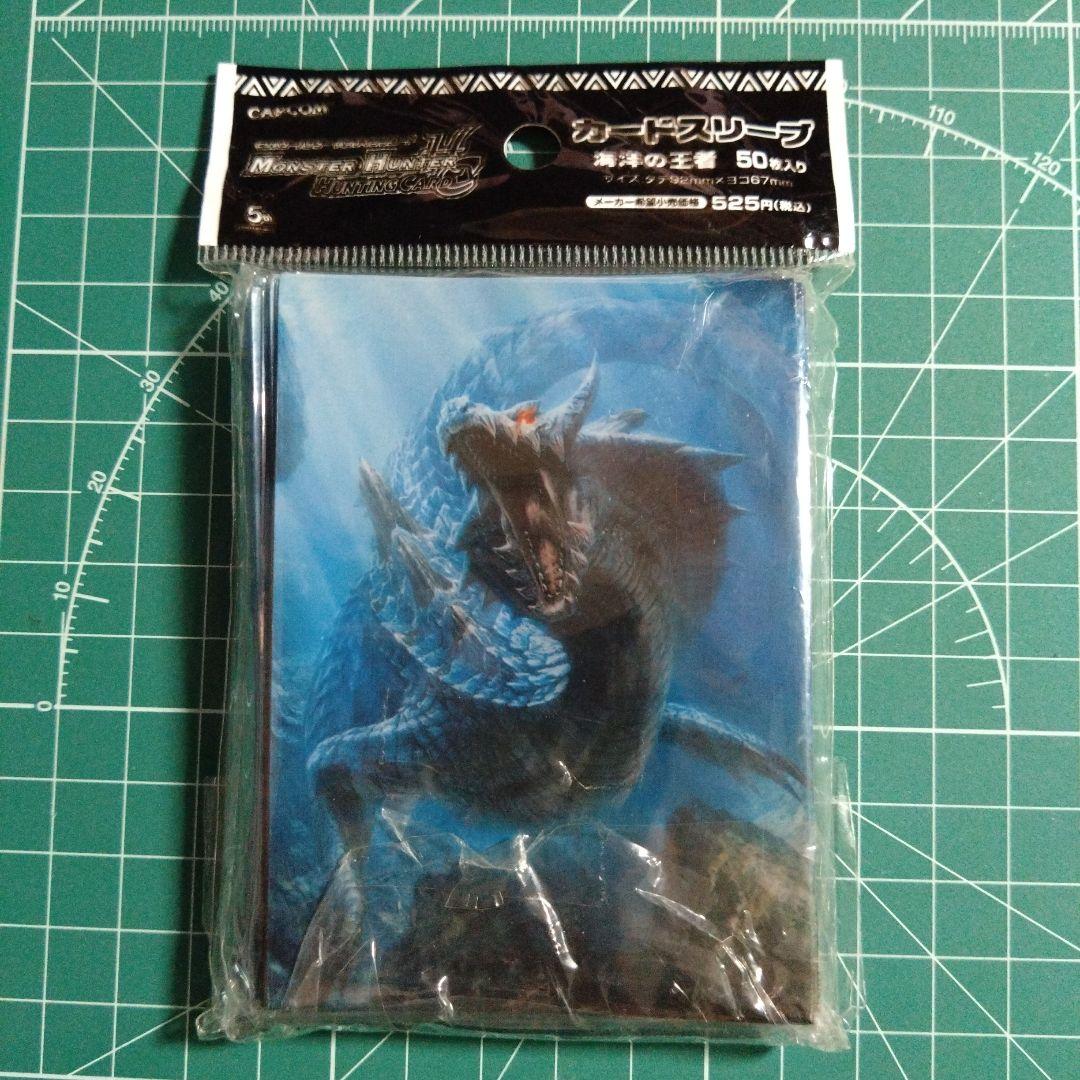 CAPCOM
MONSTER HUNTER
HUNTING CARD
5th
カードスリーブ
海洋の王者 50枚入り
サイズ タテ92mm×ヨコ67mm
メーカー希望小売価格 525円(税込)
0
10
20
30
40
110
120